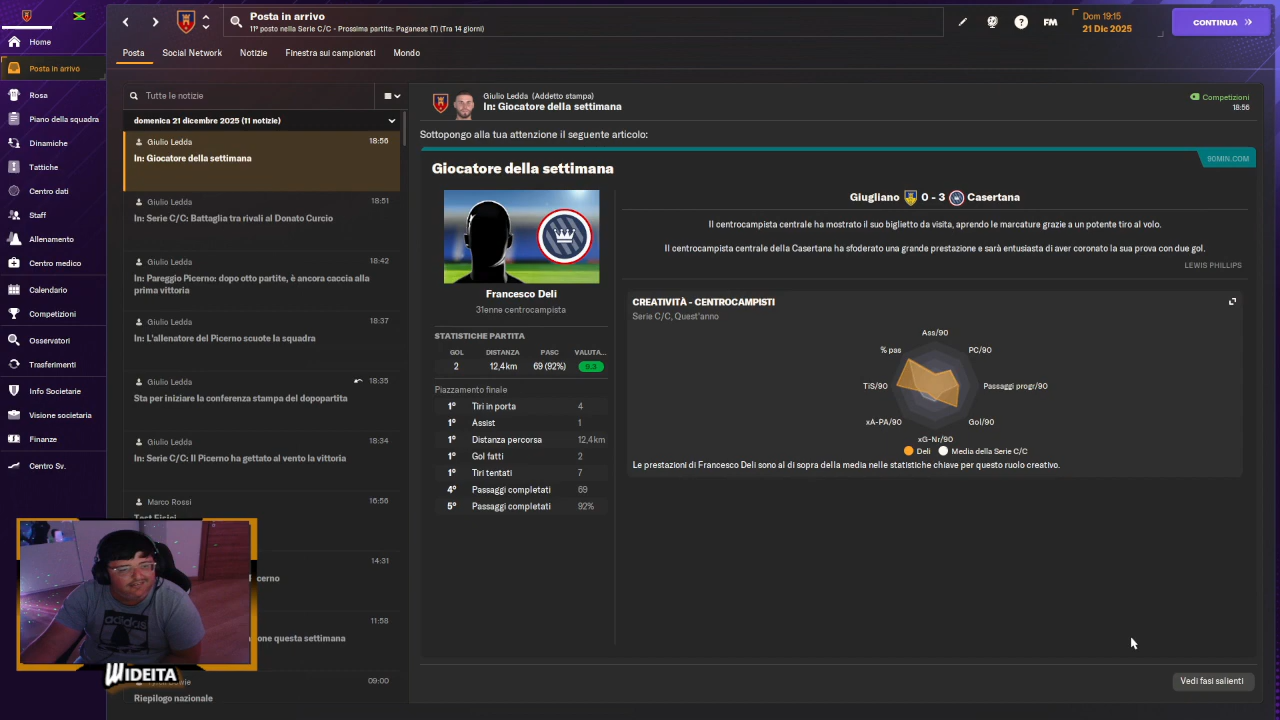 Home
Posta in arrivo
Rosa
Piano della squadra
Dinamiche
Tattiche
Centro dati
Staff
Allenamento
Centro medico
Calendario
Competizioni
Osservatori
Trasferimenti
Info Societarie
Visione societaria
Finanze
Centro Sv.
Posta in arrivo
11º posto nella Serie C/C - Prossima partita: Paganese (T) (Tra 14 giorni)
FM
Dom 19:15
21 Dic 2025
CONTINUA
Posta
Social Network
Notizie
Finestra sui campionati
Mondo
Tutte le notizie
domenica 21 dicembre 2025 (11 notizie)
Giulio Ledda 18:56
In: Giocatore della settimana
Giulio Ledda 18:51
In: Serie C/C: Battaglia tra rivali al Donato Curcio
Giulio Ledda 18:42
In: Pareggio Picerno: dopo otto partite, è ancora caccia alla
prima vittoria
Giulio Ledda 18:37
In: L'allenatore del Picerno scuote la squadra
Giulio Ledda 18:35
Sta per iniziare la conferenza stampa del dopopartita
Giulio Ledda 18:34
In: Serie C/C: Il Picerno ha gettato al vento la vittoria
Marco Rossi 16:56
Test Fisici
14:31
icerno
11:58
one questa settimana
09:00
Riepilogo nazionale
WIDEITA
adidas
Giulio Ledda (Addetto stampa)
In: Giocatore della settimana
Competizioni
18:56
Sottopongo alla tua attenzione il seguente articolo:
Giocatore della settimana
90MIN.COM
Francesco Deli
31enne centrocampista
STATISTICHE PARTITA
GOL DISTANZA PASC VALUTA...
2 12,4km 69 (92%) 9.3
Piazzamento finale
1º Tiri in porta 4
1º Assist 1
1º Distanza percorsa 12,4km
1º Gol fatti 2
1º Tiri tentati 7
4º Passaggi completati 69
5º Passaggi completati 92%
Giugliano 0 - 3 Casertana
Il centrocampista centrale ha mostrato il suo biglietto da visita, aprendo le marcature grazie a un potente tiro al volo.
Il centrocampista centrale della Casertana ha sfoderato una grande prestazione e sarà entusiasta di aver coronato la sua prova con due gol.
LEWIS PHILLIPS
CREATIVITÀ - CENTROCAMPISTI
Serie C/C, Quest'anno
Ass/90
% pas
PC/90
TiS/90
Passaggi progr/90
xA-PA/90
Gol/90
xG-Nr/90
Deli
Media della Serie C/C
Le prestazioni di Francesco Deli sono al di sopra della media nelle statistiche chiave per questo ruolo creativo.
Vedi fasi salienti